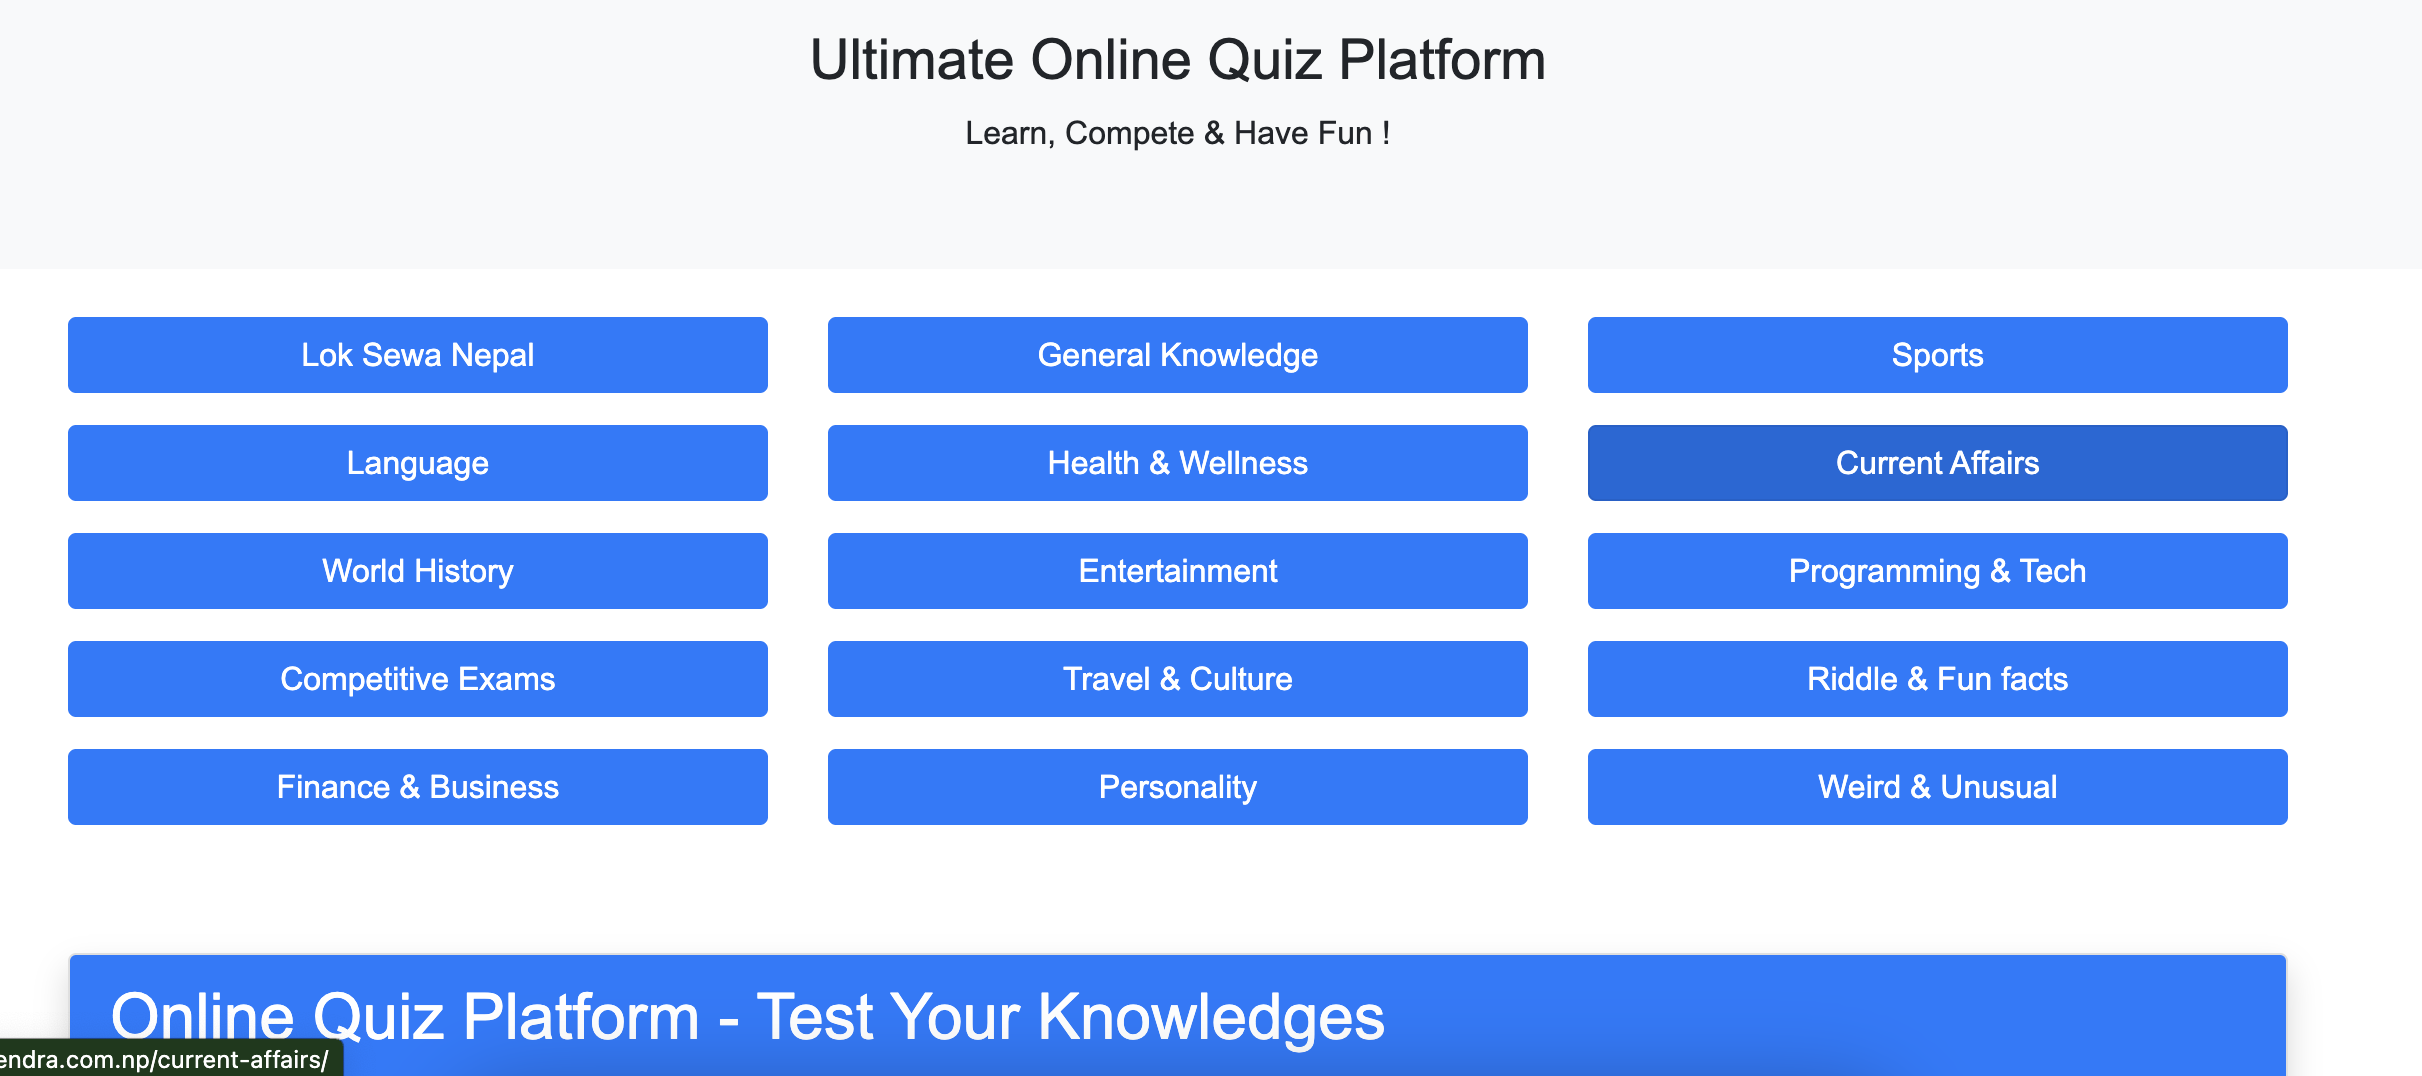 Ultimate Online Quiz Platform
Learn, Compete & Have Fun !
Lok Sewa Nepal
General Knowledge
Sports
Language
Health & Wellness
Current Affairs
World History
Entertainment
Programming & Tech
Competitive Exams
Travel & Culture
Riddle & Fun facts
Finance & Business
Personality
Weird & Unusual
Online Quiz Platform - Test Your Knowledges
endra.com.np/current-affairs/